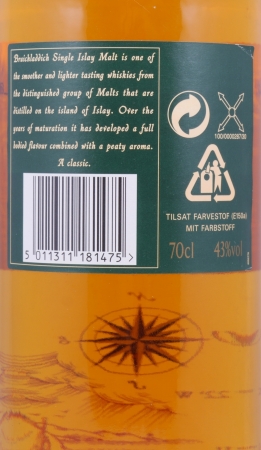 Bruichladdich Single Islay Malt is one of
the smoother and lighter tasting whiskies from
the distinguished group of Malts that are
distilled on the island of Islay. Over the
years of maturation it has developed a full
bodied flavour combined with a peaty aroma.
A classic.
5 011311 181475 >
100/000028730
TILSAT FARVESTOF (E150a)
MIT FARBSTOFF
70cl 43%vol